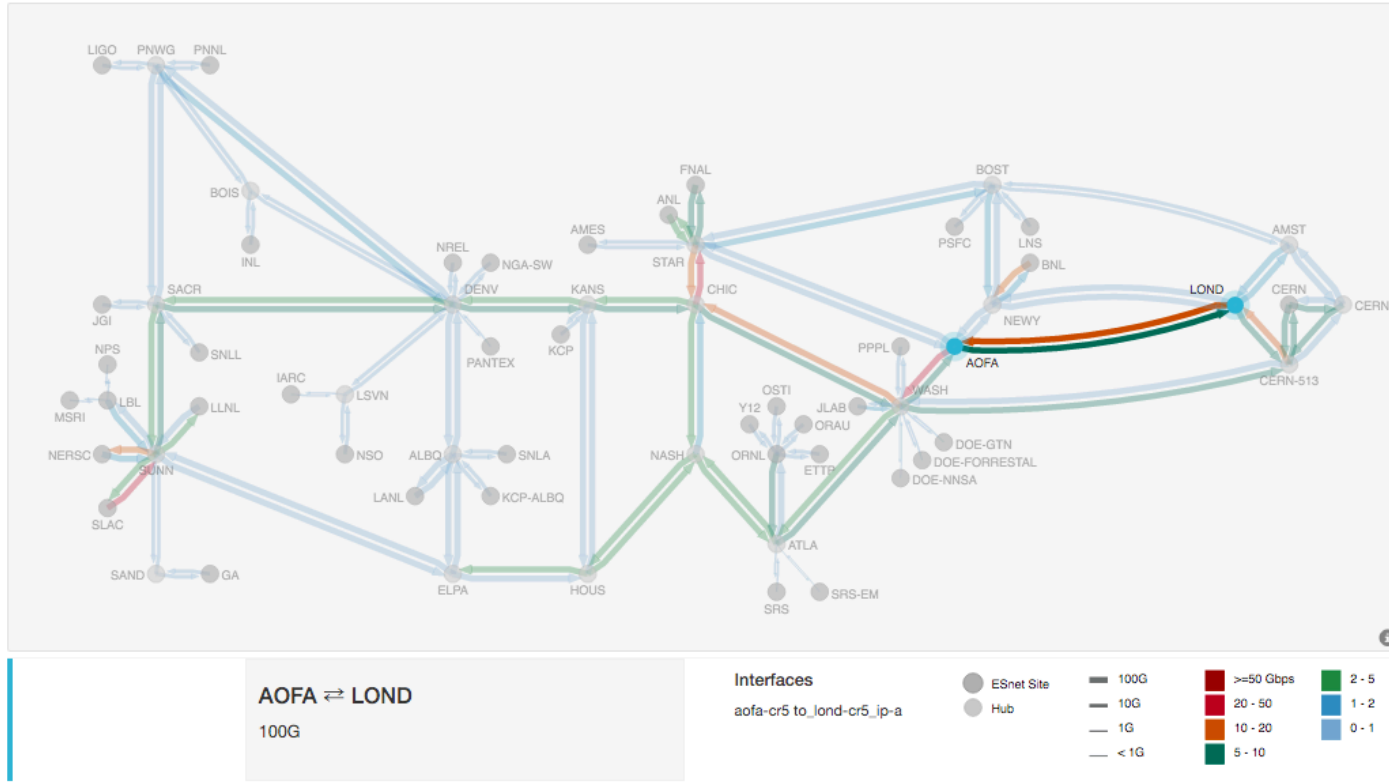 LIGO PNWG PNNL
FNAL
BOST
BOIS
ANL
AMES
PSFC
LNS
AMST
INL
NREL
NGA-SW
STAR
BNL
SACR
DENV
KANS
CHIC
LOND
CERN
CERN
JGI
NEWY
NPS
SNLL
PANTEX
KCP
PPPL
AOFA
IARC
LSVN
OSTI
WASH
CERN-513
MSRI
LBL
LLNL
Y12
JLAB
ORAU
NERSC
SUNN
NSO
ALBQ
SNLA
NASH
ORNL
ETTP
DOE-GTN
DOE-FORRESTAL
DOE-NNSA
LANL
KCP-ALBQ
SLAC
ATLA
SAND
GA
ELPA
HOUS
SRS
SRS-EM
AOFA ⇄ LOND
100G
Interfaces
aofa-cr5 to_lond-cr5_ip-a
ESnet Site
Hub
100G
10G
1G
< 1G
>=50 Gbps
20 - 50
10 - 20
5 - 10
2 - 5
1 - 2
0 - 1